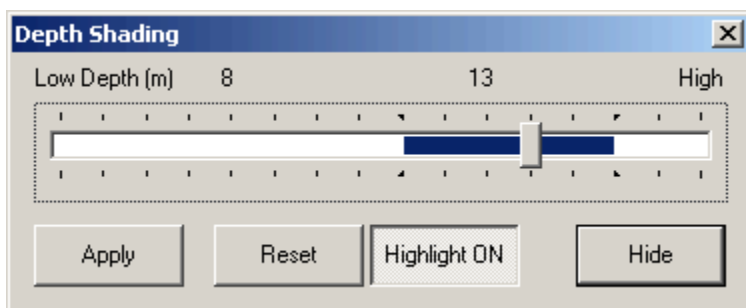 Depth Shading
Low Depth (m) 8 13 High
Apply Reset Highlight ON Hide